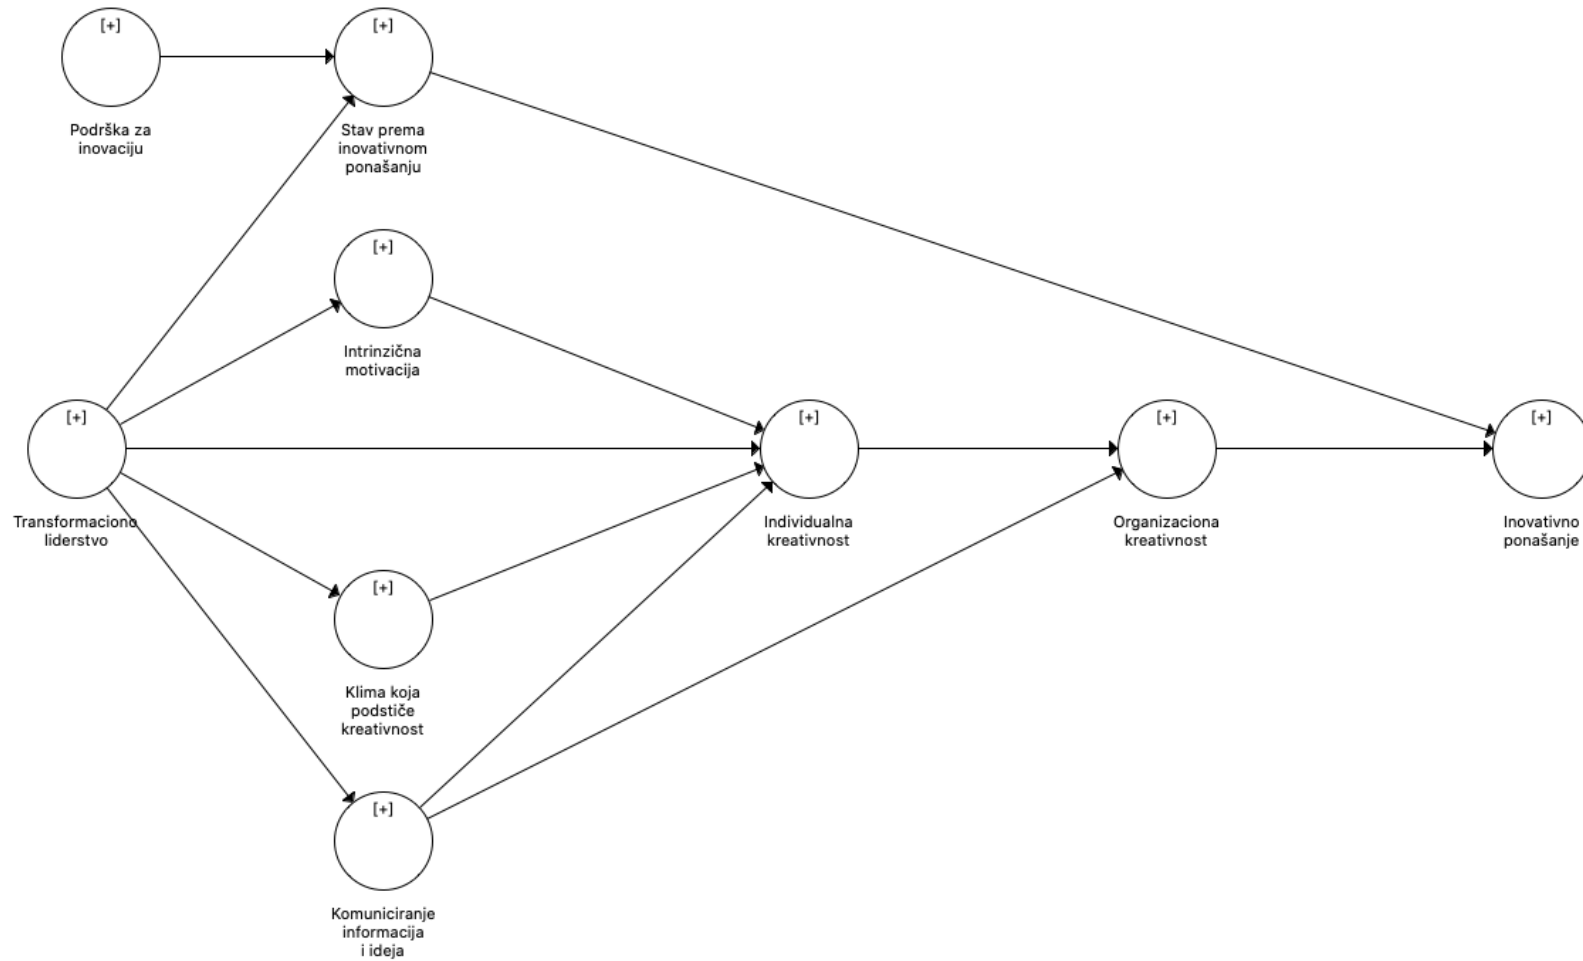 [+]
Podrška za
inovaciju
[+]
Stav prema
inovativnom
ponašanju
[+]
Intrinzična
motivacija
[+]
Transformaciono
liderstvo
[+]
Individualna
kreativnost
[+]
Organizaciona
kreativnost
[+]
Inovativno
ponašanje
[+]
Klima koja
podstiče
kreativnost
[+]
Komuniciranje
informacija
i ideja